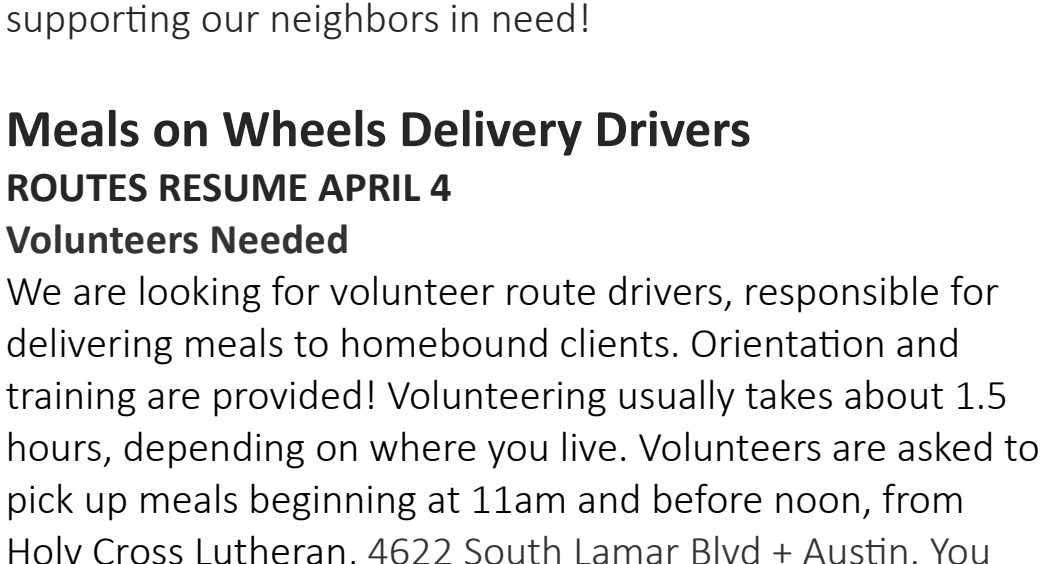 supporting our neighbors in need!
Meals on Wheels Delivery Drivers
ROUTES RESUME APRIL 4
Volunteers Needed
We are looking for volunteer route drivers, responsible for
delivering meals to homebound clients. Orientation and
training are provided! Volunteering usually takes about 1.5
hours, depending on where you live. Volunteers are asked to
pick up meals beginning at 11am and before noon, from
Holy Cross Lutheran, 4622 South Lamar Blvd + Austin. You